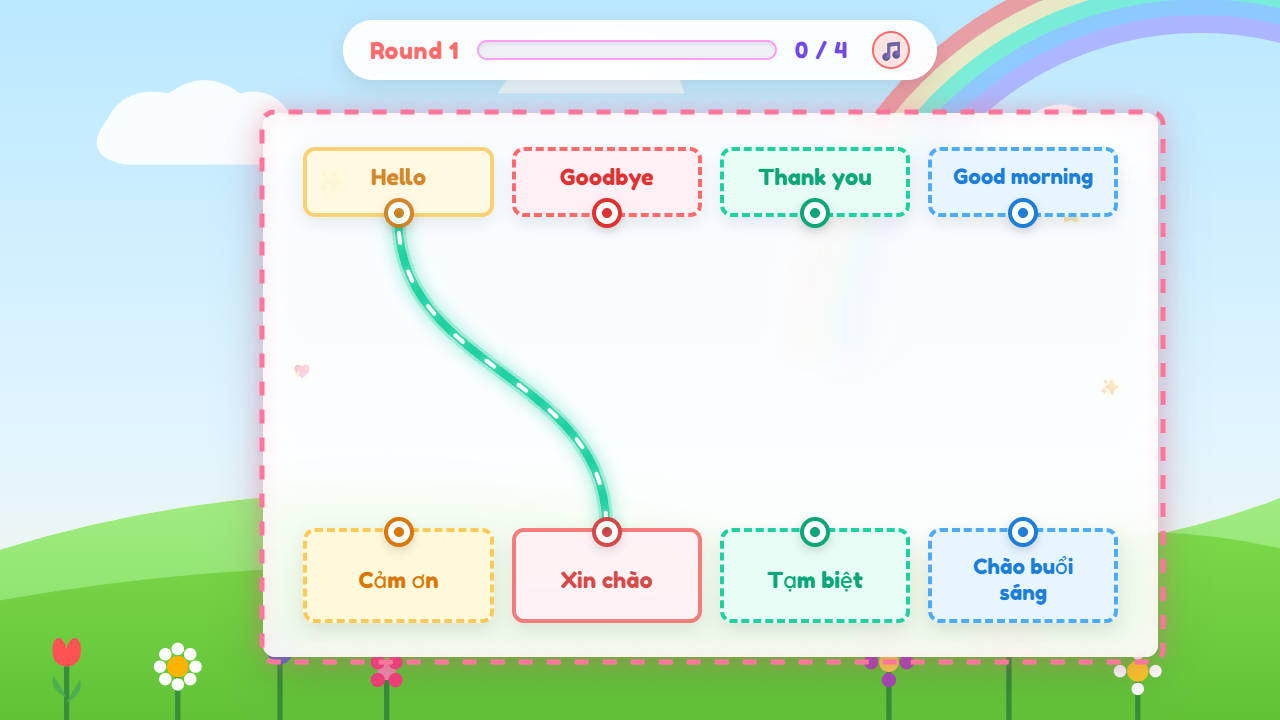 Round 1
0 / 4
Hello
Goodbye
Thank you
Good morning
Cảm ơn
Xin chào
Tạm biệt
Chào buổi
sáng